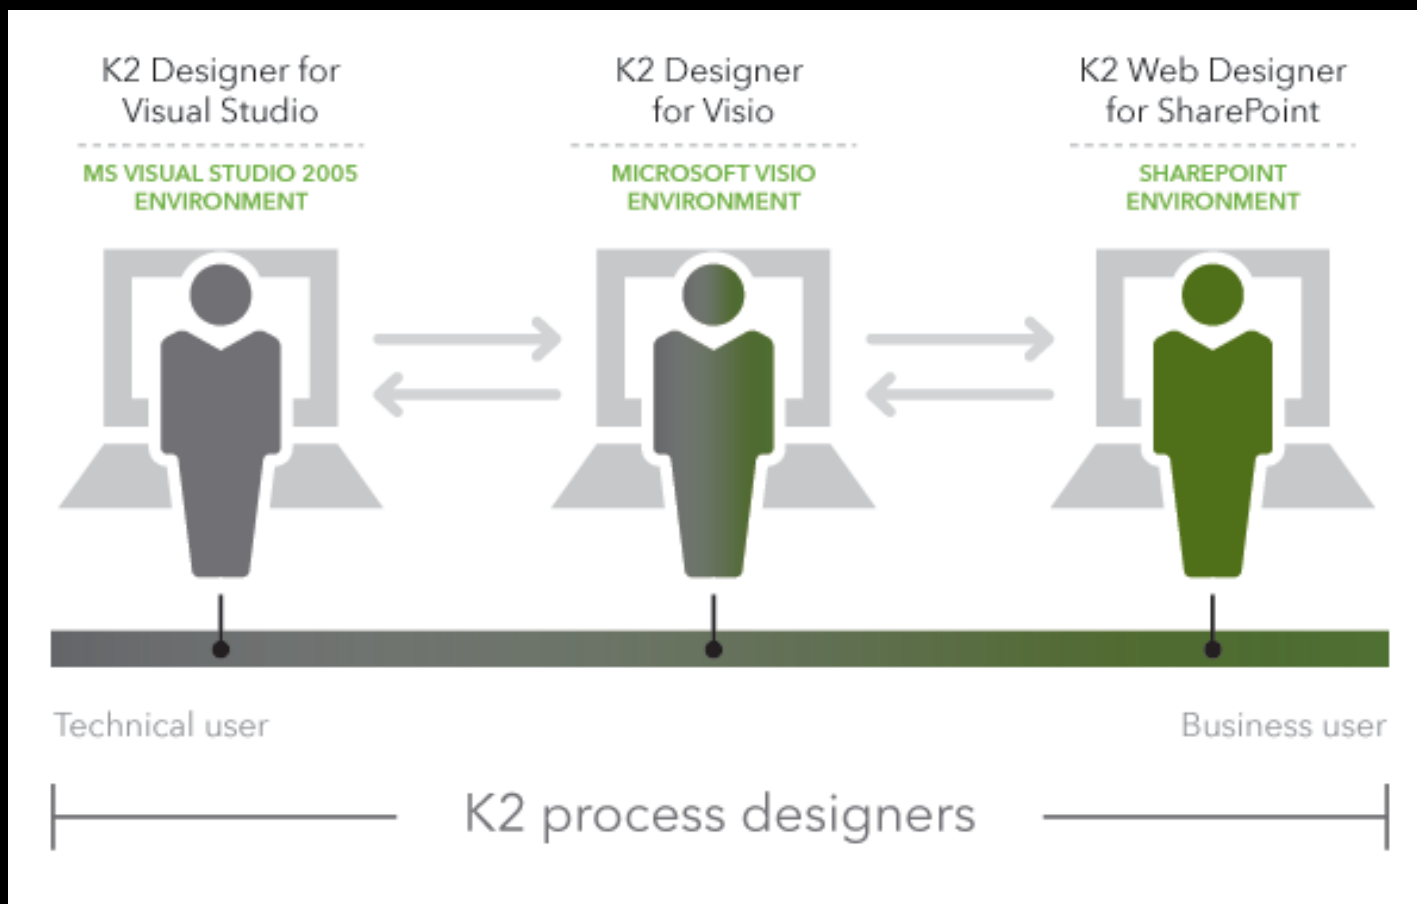 K2 Designer for
Visual Studio
MS VISUAL STUDIO 2005
ENVIRONMENT
K2 Designer
for Visio
MICROSOFT VISIO
ENVIRONMENT
K2 Web Designer
for SharePoint
SHAREPOINT
ENVIRONMENT
Technical user
Business user
K2 process designers